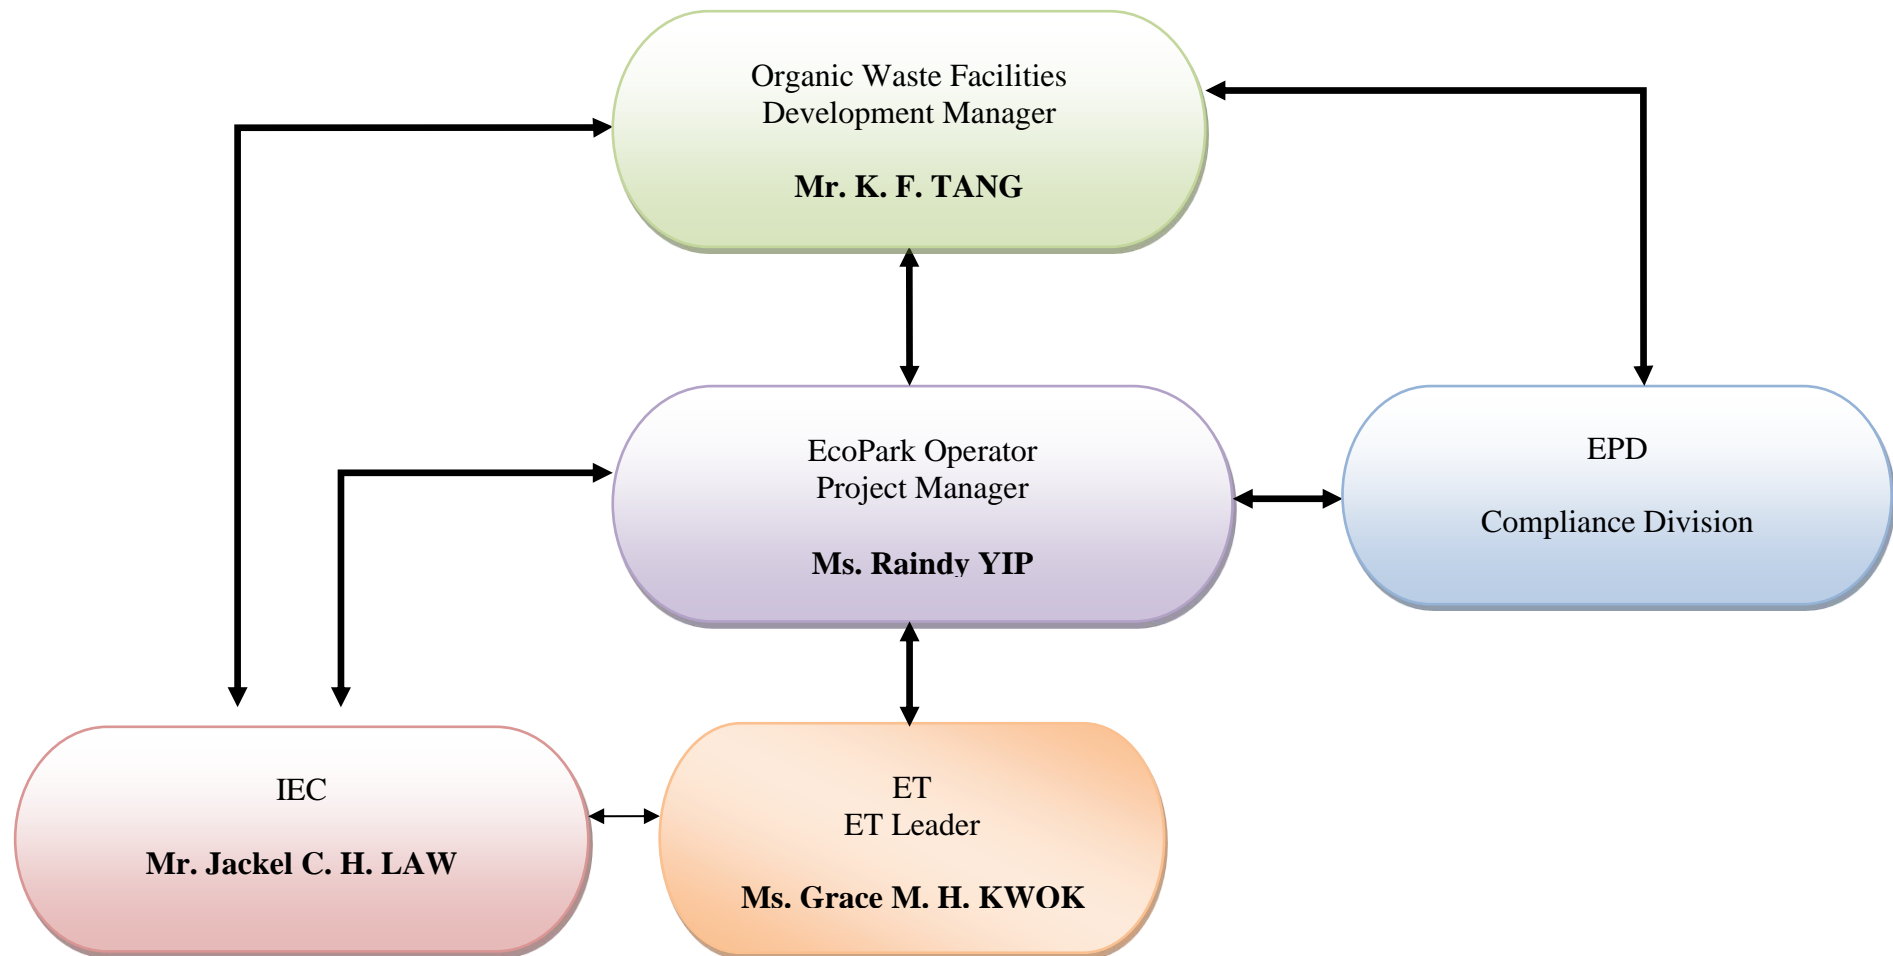 Organic Waste Facilities
Development Manager
Mr. K. F. TANG
EcoPark Operator
Project Manager
Ms. Raindy YIP
EPD
Compliance Division
IEC
Mr. Jackel C. H. LAW
ET
ET Leader
Ms. Grace M. H. KWOK